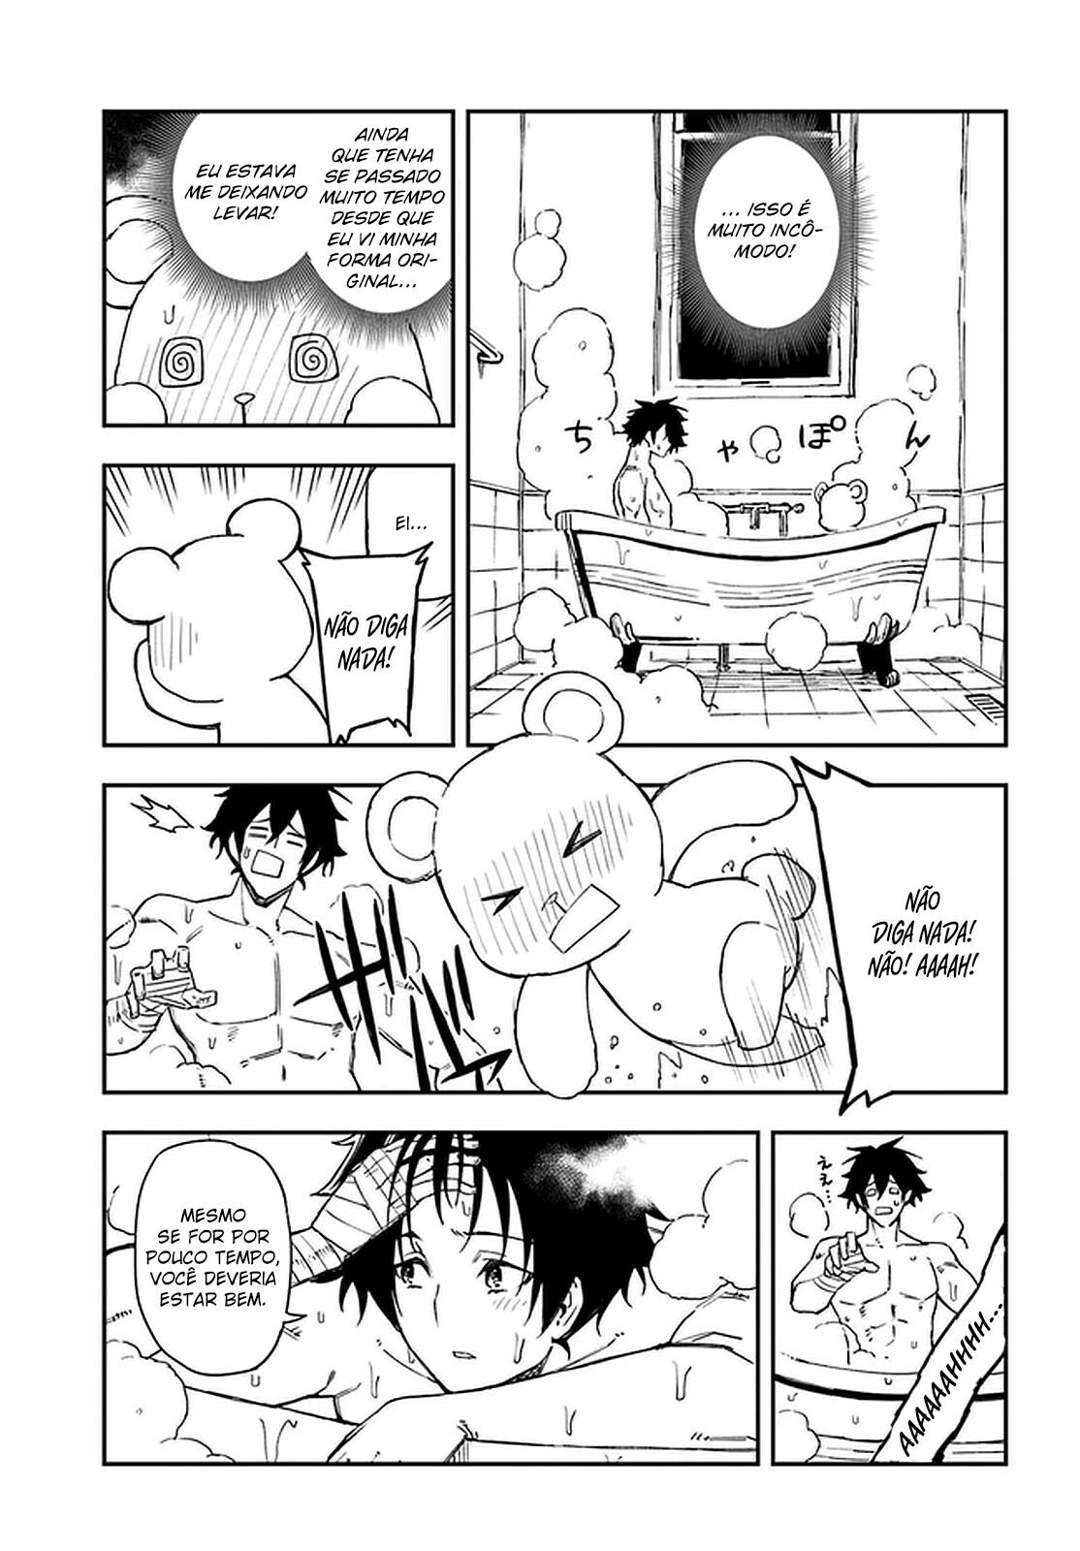 ... ISSO É
MUITO INCÔ-
MODO!
ち
ゃ
ぽ
ん
AINDA
QUE TENHA
SE PASSADO
MUITO TEMPO
DESDE QUE
EU VI MINHA
FORMA ORI-
GINAL...
EU ESTAVA
ME DEIXANDO
LEVAR!
EI...
NÃO DIGA
NADA!
NÃO
DIGA NADA!
NÃO! AAAAH!
ええ...
AAAAAAHHHH...
MESMO
SE FOR POR
POUCO TEMPO,
VOCÊ DEVERIA
ESTAR BEM.